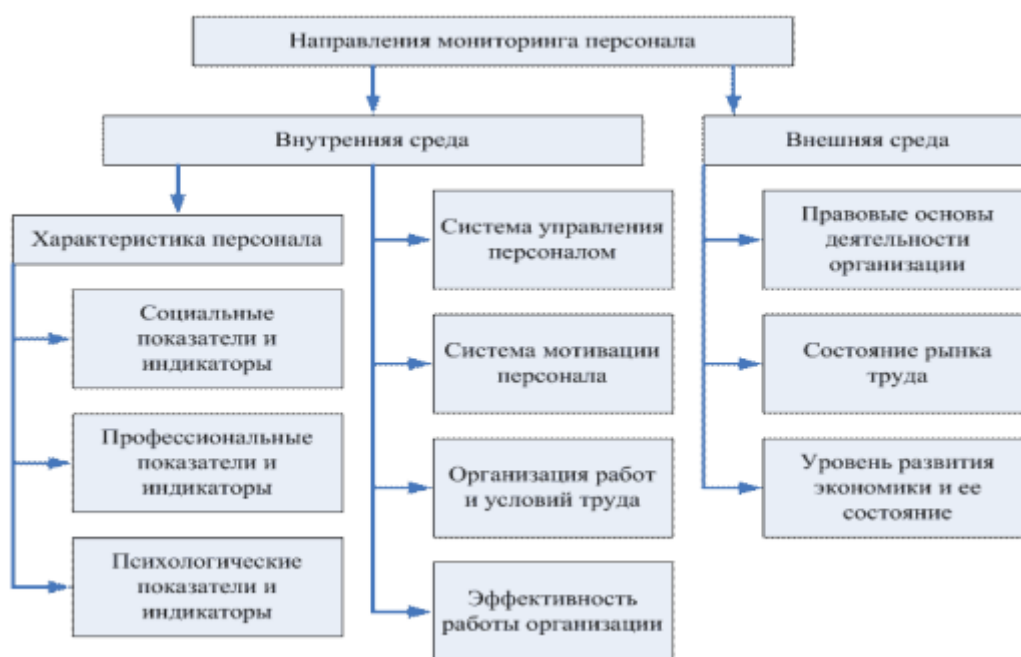 Направления мониторинга персонала
Внутренняя среда
Внешняя среда
Характеристика персонала
Социальные
показатели и
индикаторы
Профессиональные
показатели и
индикаторы
Психологические
показатели и
индикаторы
Система управления
персоналом
Система мотивации
персонала
Организация работ
и условий труда
Эффективность
работы организации
Правовые основы
деятельности
организации
Состояние рынка
труда
Уровень развития
экономики и ее
состояние